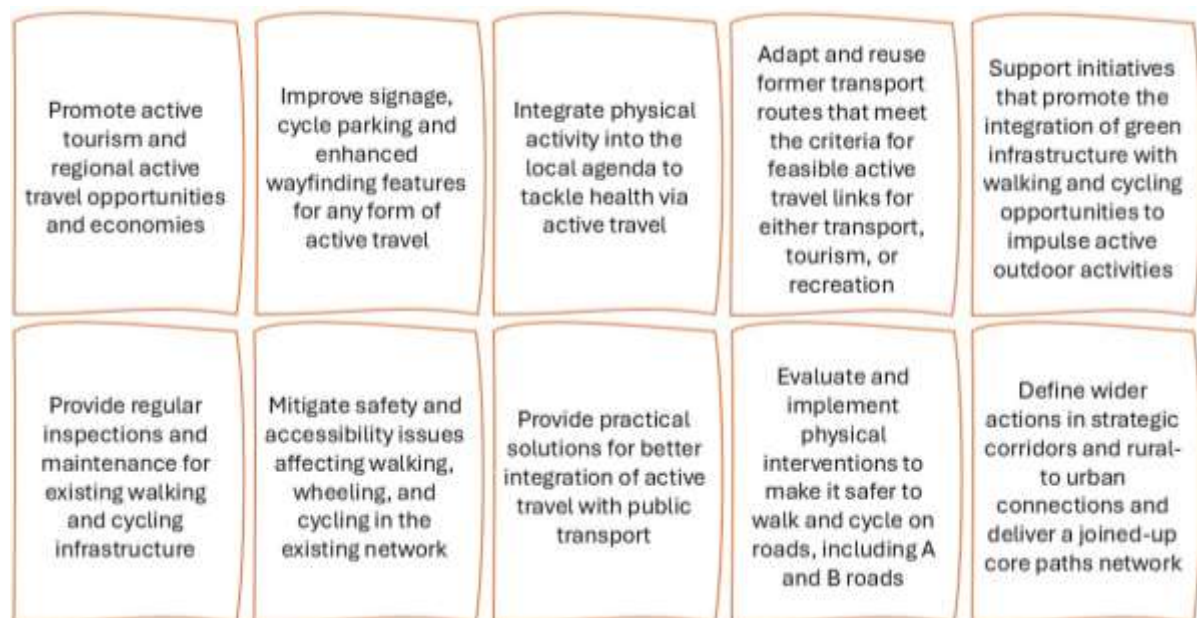 Promote active
tourism and
regional active
travel opportunities
and economies
Improve signage,
cycle parking and
enhanced
wayfinding features
for any form of
active travel
Integrate physical
activity into the
local agenda to
tackle health via
active travel
Adapt and reuse
former transport
routes that meet
the criteria for
feasible active
travel links for
either transport,
tourism, or
recreation
Support initiatives
that promote the
integration of green
infrastructure with
walking and cycling
opportunities to
impulse active
outdoor activities
Provide regular
inspections and
maintenance for
existing walking
and cycling
infrastructure
Mitigate safety and
accessibility issues
affecting walking,
wheeling, and
cycling in the
existing network
Provide practical
solutions for better
integration of active
travel with public
transport
Evaluate and
implement
physical
interventions to
make it safer to
walk and cycle on
roads, including A
and B roads
Define wider
actions in strategic
corridors and rural-
to urban
connections and
deliver a joined-up
core paths network